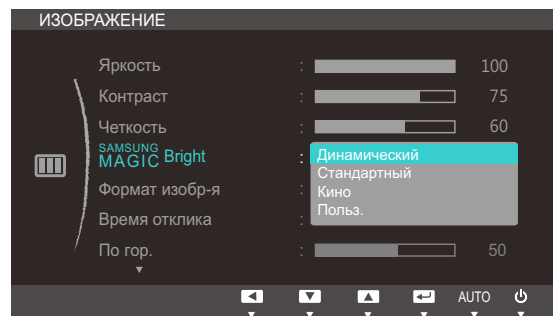 ИЗОБРАЖЕНИЕ
Яркость : 100
Контраст : 75
Четкость : 60
SAMSUNG MAGIC Bright :
Динамический
Стандартный
Кино
Польз.
Формат изобр-я :
Время отклика :
По гор. : 50
AUTO